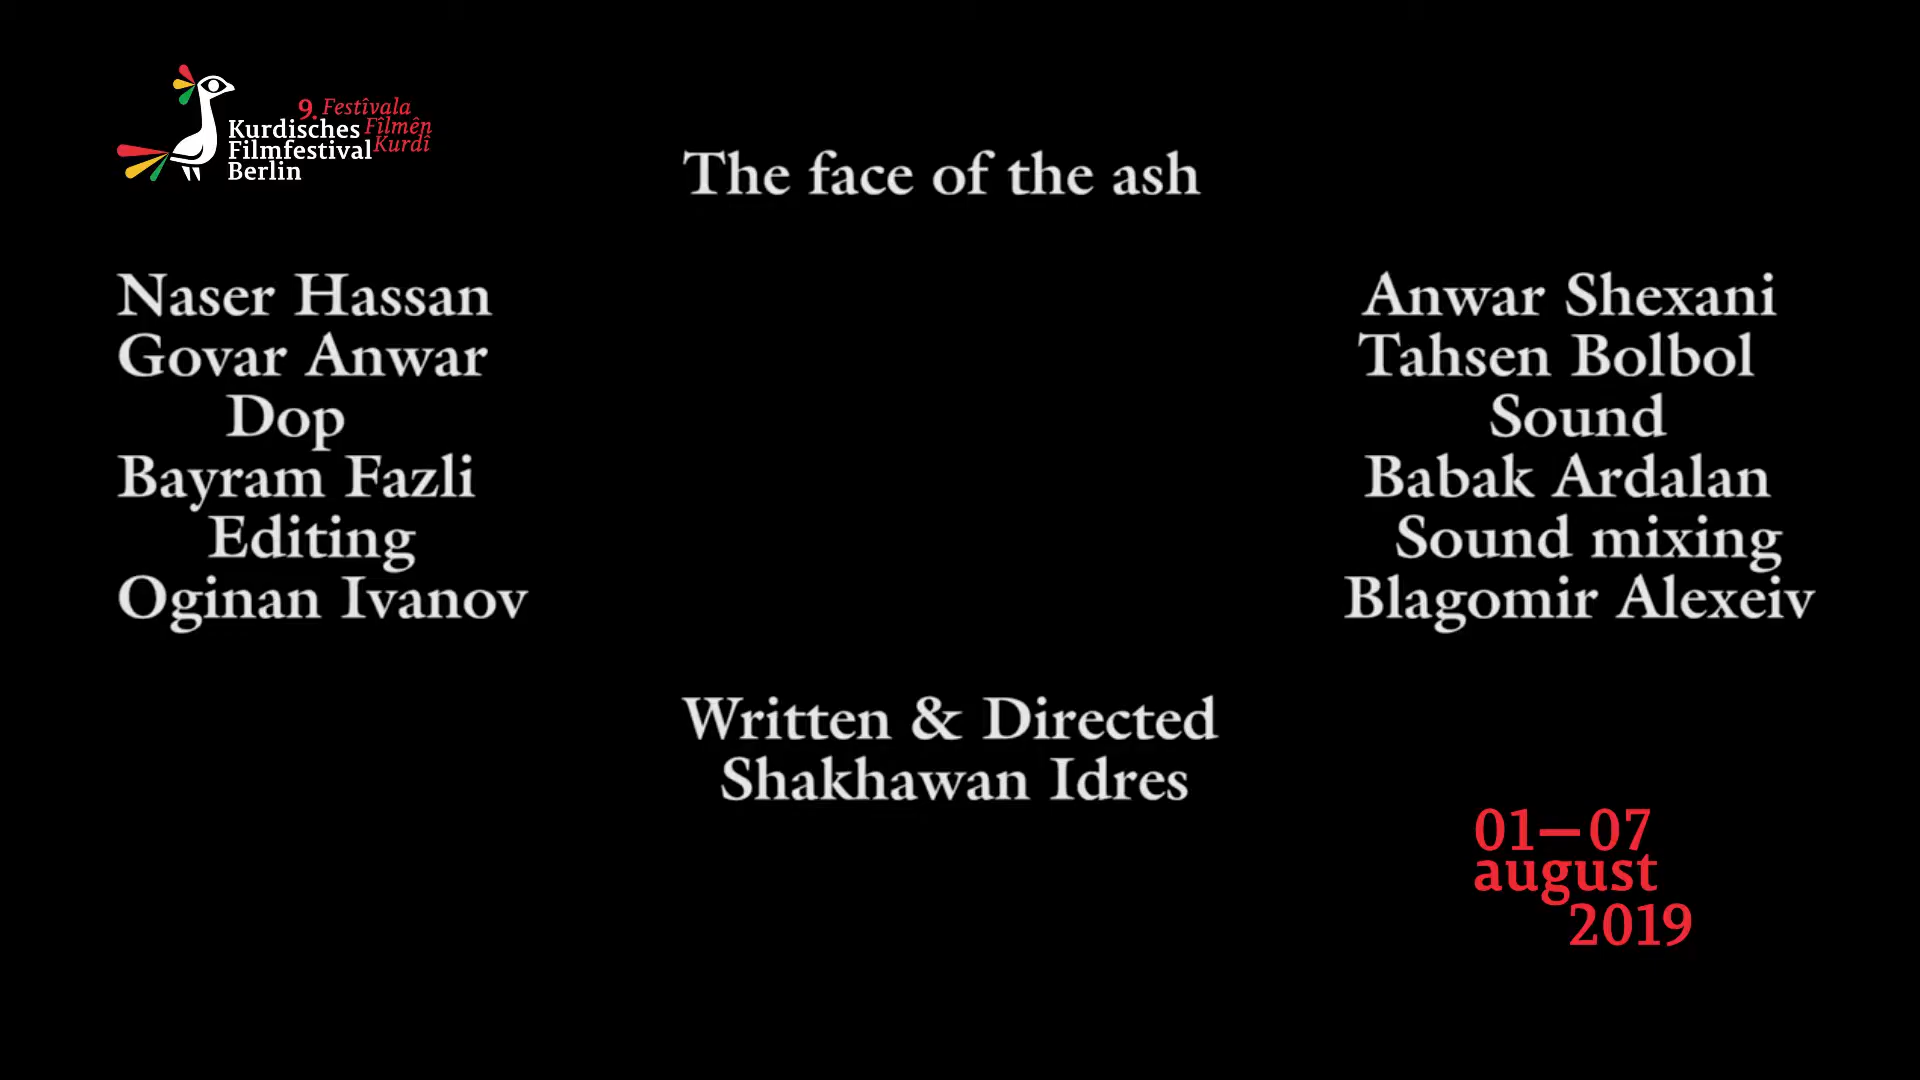 9. Festîvala
Kurdisches Fîlmên
Filmfestival Kurdî
Berlin
The face of the ash
Naser Hassan
Govar Anwar
Dop
Bayram Fazli
Editing
Oginan Ivanov
Anwar Shexani
Tahsen Bolbol
Sound
Babak Ardalan
Sound mixing
Blagomir Alexeiv
Written & Directed
Shakhawan Idres
01—07
august
2019